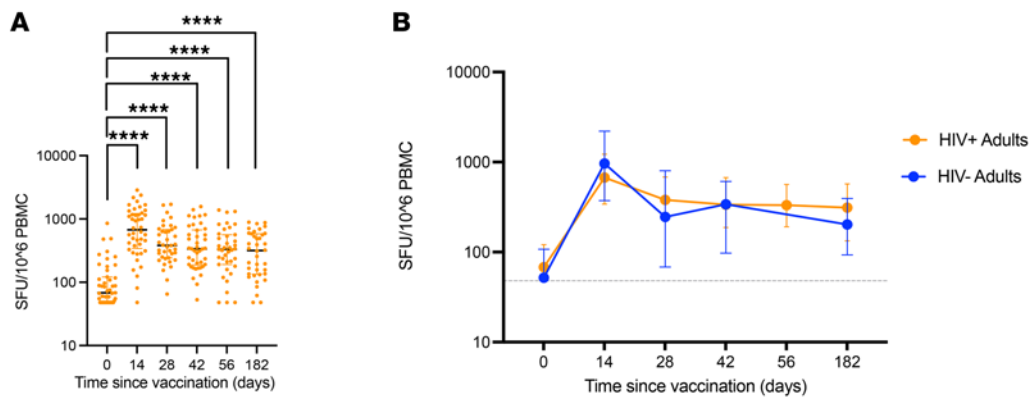 A
****
****
****
****
****
10000
1000
100
10
SFU/10^6 PBMC
0 14 28 42 56 182
Time since vaccination (days)
B
10000
1000
100
10
SFU/10^6 PBMC
0 14 28 42 56 182
Time since vaccination (days)
HIV+ Adults
HIV- Adults